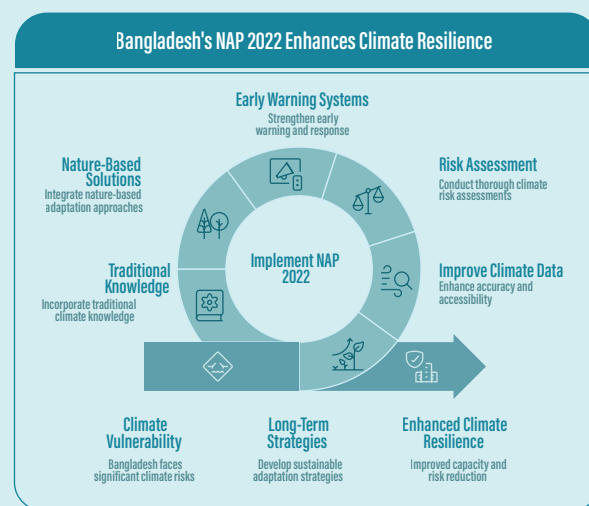 Bangladesh's NAP 2022 Enhances Climate Resilience
Early Warning Systems
Strengthen early
warning and response
Nature-Based
Solutions
Integrate nature-based
adaptation approaches
Risk Assessment
Conduct thorough climate
risk assessments
Implement NAP
2022
Traditional
Knowledge
Incorporate traditional
climate knowledge
Improve Climate Data
Enhance accuracy and
accessibility
Climate
Vulnerability
Bangladesh faces
significant climate risks
Long-Term
Strategies
Develop sustainable
adaptation strategies
Enhanced Climate
Resilience
Improved capacity and
risk reduction